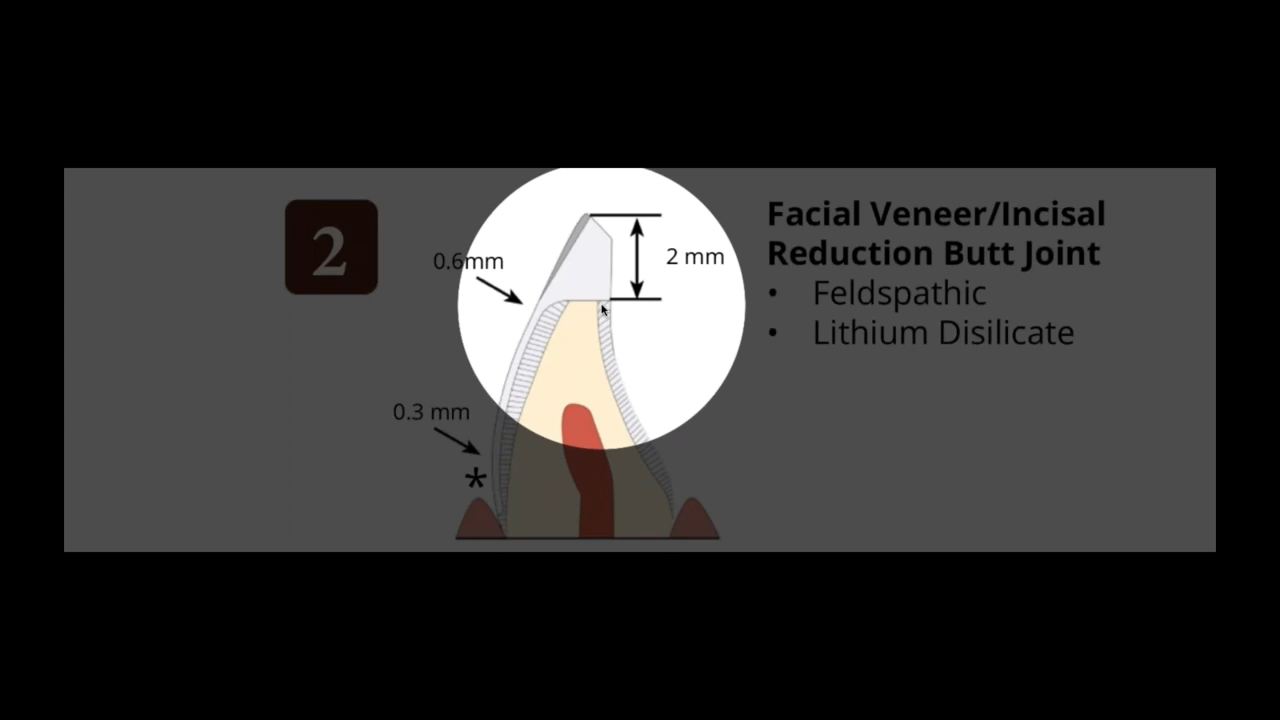 2
0.6mm
2 mm
0.3 mm
*
Facial Veneer/Incisal
Reduction Butt Joint
• Feldspathic
• Lithium Disilicate